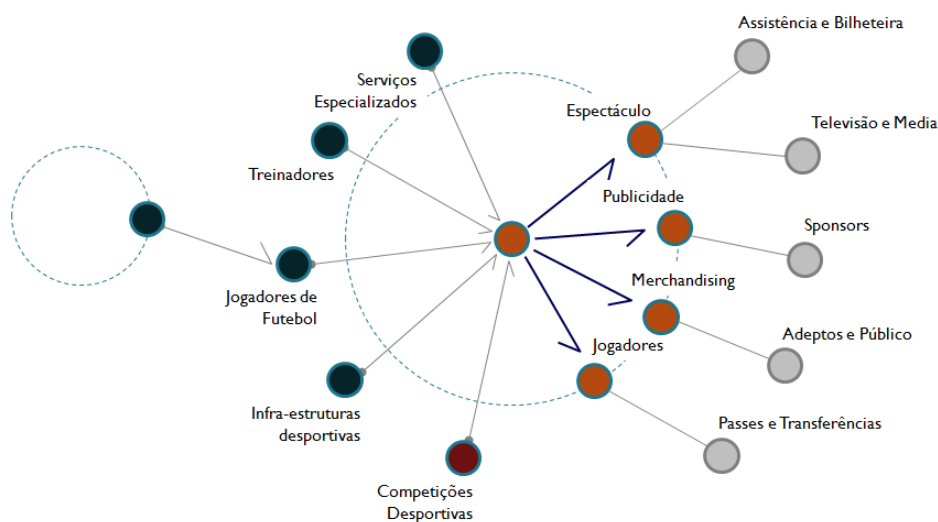 Assistência e Bilheteira
Serviços
Especializados
Espectáculo
Televisão e Media
Treinadores
Publicidade
Sponsors
Jogadores de
Futebol
Merchandising
Adeptos e Público
Jogadores
Infra-estruturas
desportivas
Passes e Transferências
Competições
Desportivas